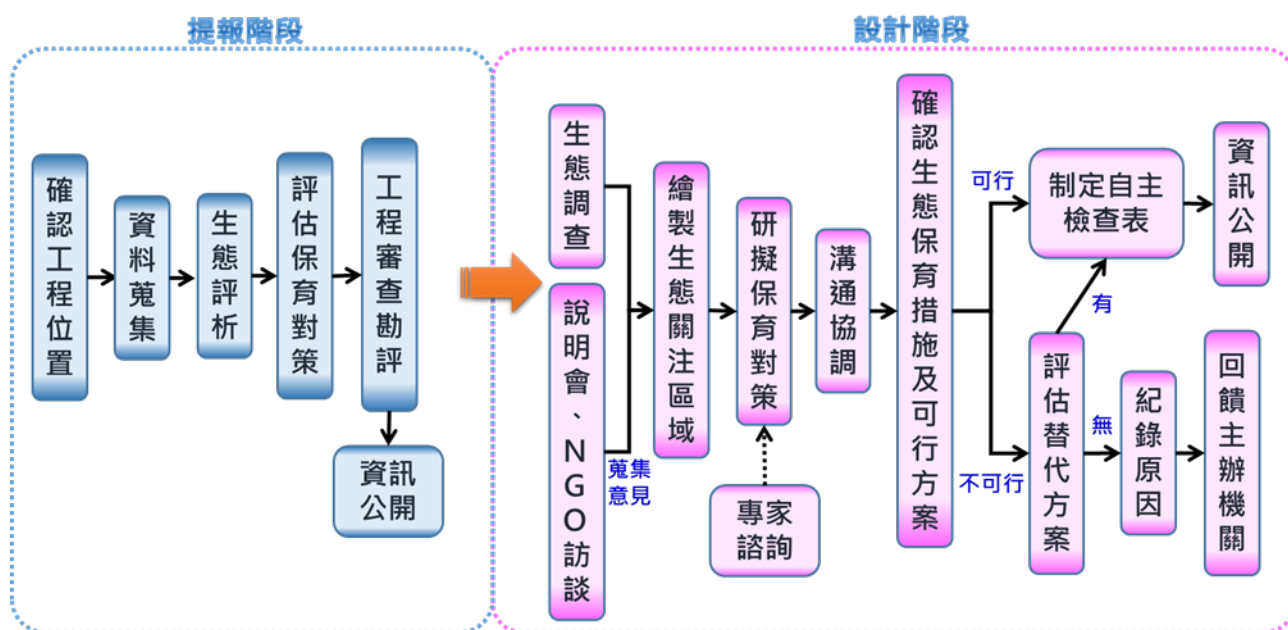 提報階段
確認工程位置
資料蒐集
生態評析
評估保育對策
工程審查勘評
資訊
公開
設計階段
生態調查
說明會、NGO訪談
蒐集
意見
繪製生態關注區域
研擬保育對策
專家
諮詢
溝通協調
確認生態保育措施及可行方案
可行
制定自主
檢查表
資訊公開
不可行
評估替代方案
有
無
紀錄原因
回饋主辦機關